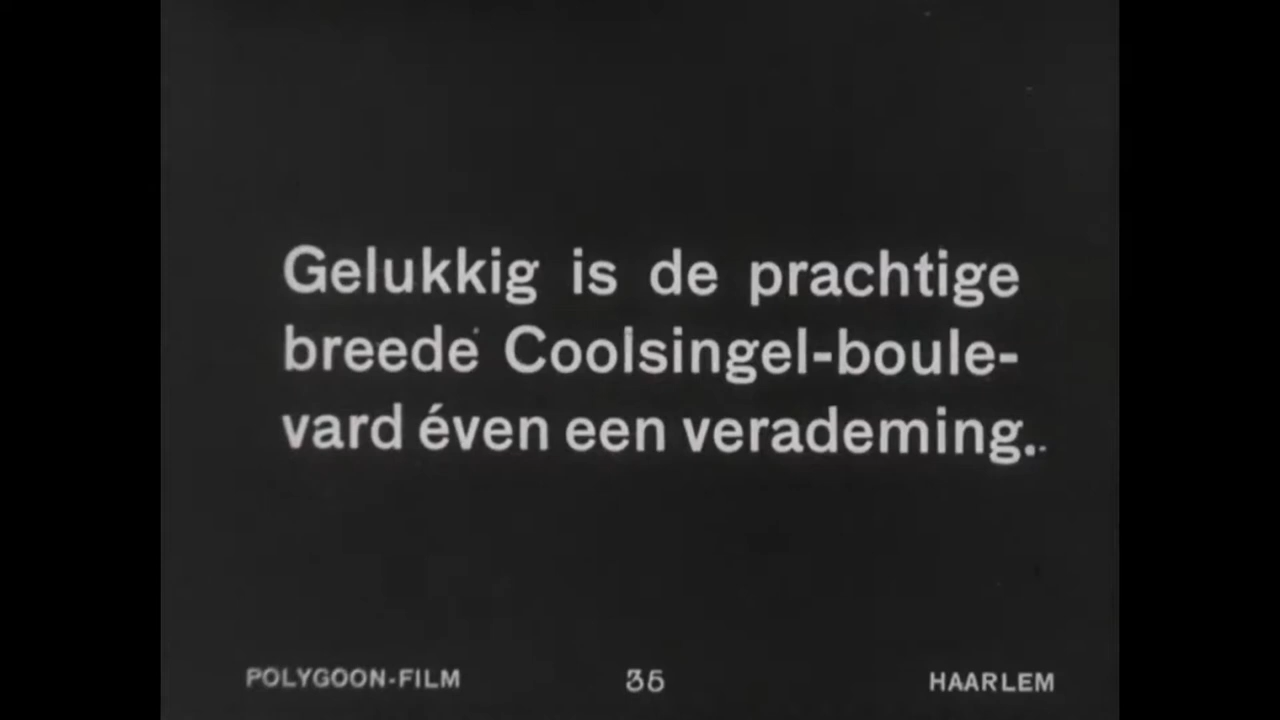 Gelukkig is de prachtige
breede Coolsingel-boule-
vard éven een verademing.
POLYGOON-FILM 35 HAARLEM